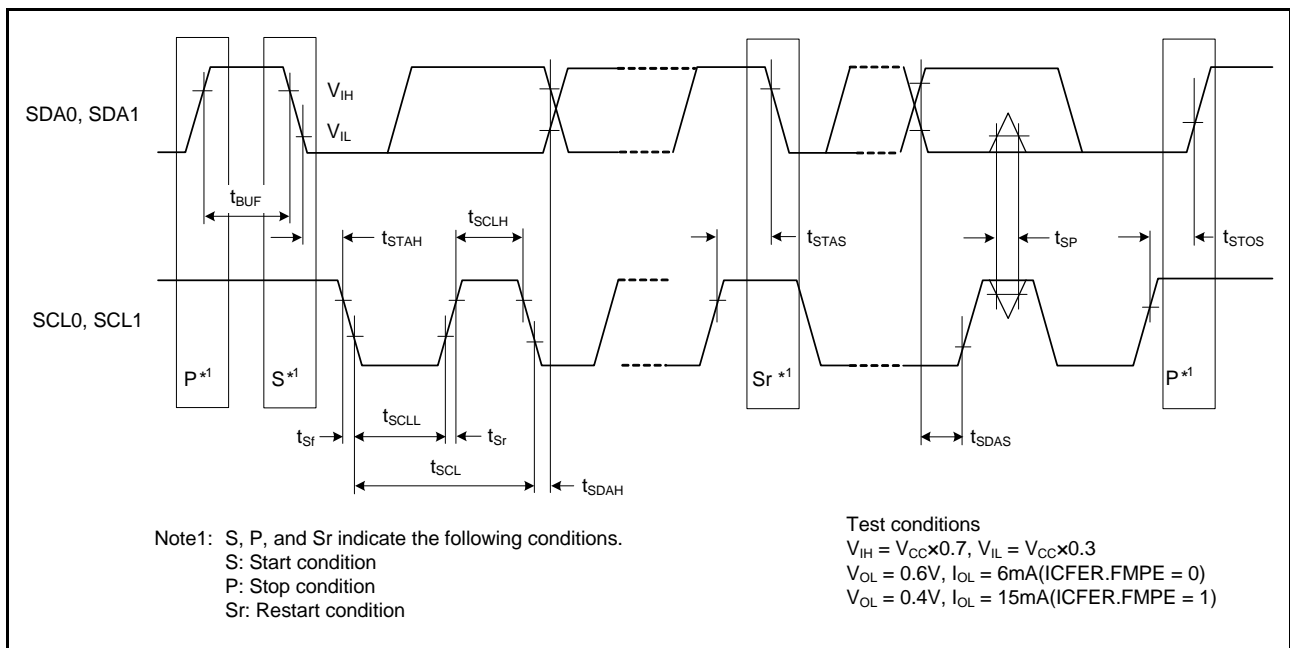 SDA0, SDA1
V_IH
V_IL
t_BUF
t_STAH
t_SCLH
t_STAS
t_SP
t_STOS
SCL0, SCL1
P*1
S*1
Sr *1
P*1
t_Sf
t_SCLL
t_Sr
t_SDAS
t_SCL
t_SDAH
Note1: S, P, and Sr indicate the following conditions.
S: Start condition
P: Stop condition
Sr: Restart condition
Test conditions
V_IH = V_CC×0.7, V_IL = V_CC×0.3
V_OL = 0.6V, I_OL = 6mA(ICFER.FMPE = 0)
V_OL = 0.4V, I_OL = 15mA(ICFER.FMPE = 1)